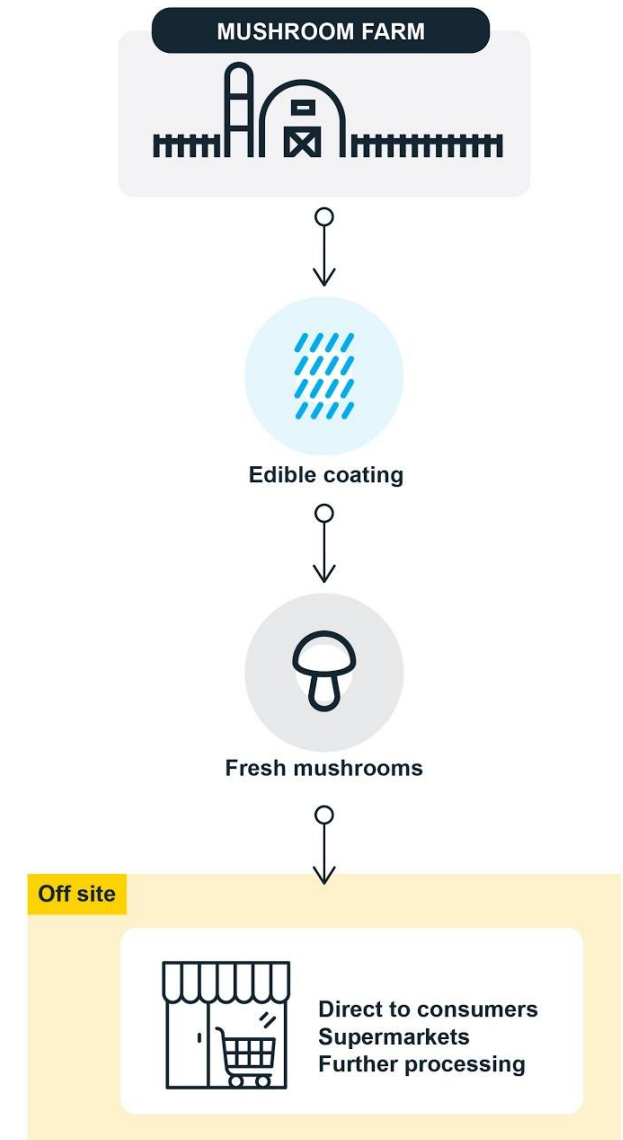 MUSHROOM FARM
Edible coating
Fresh mushrooms
Off site
Direct to consumers
Supermarkets
Further processing